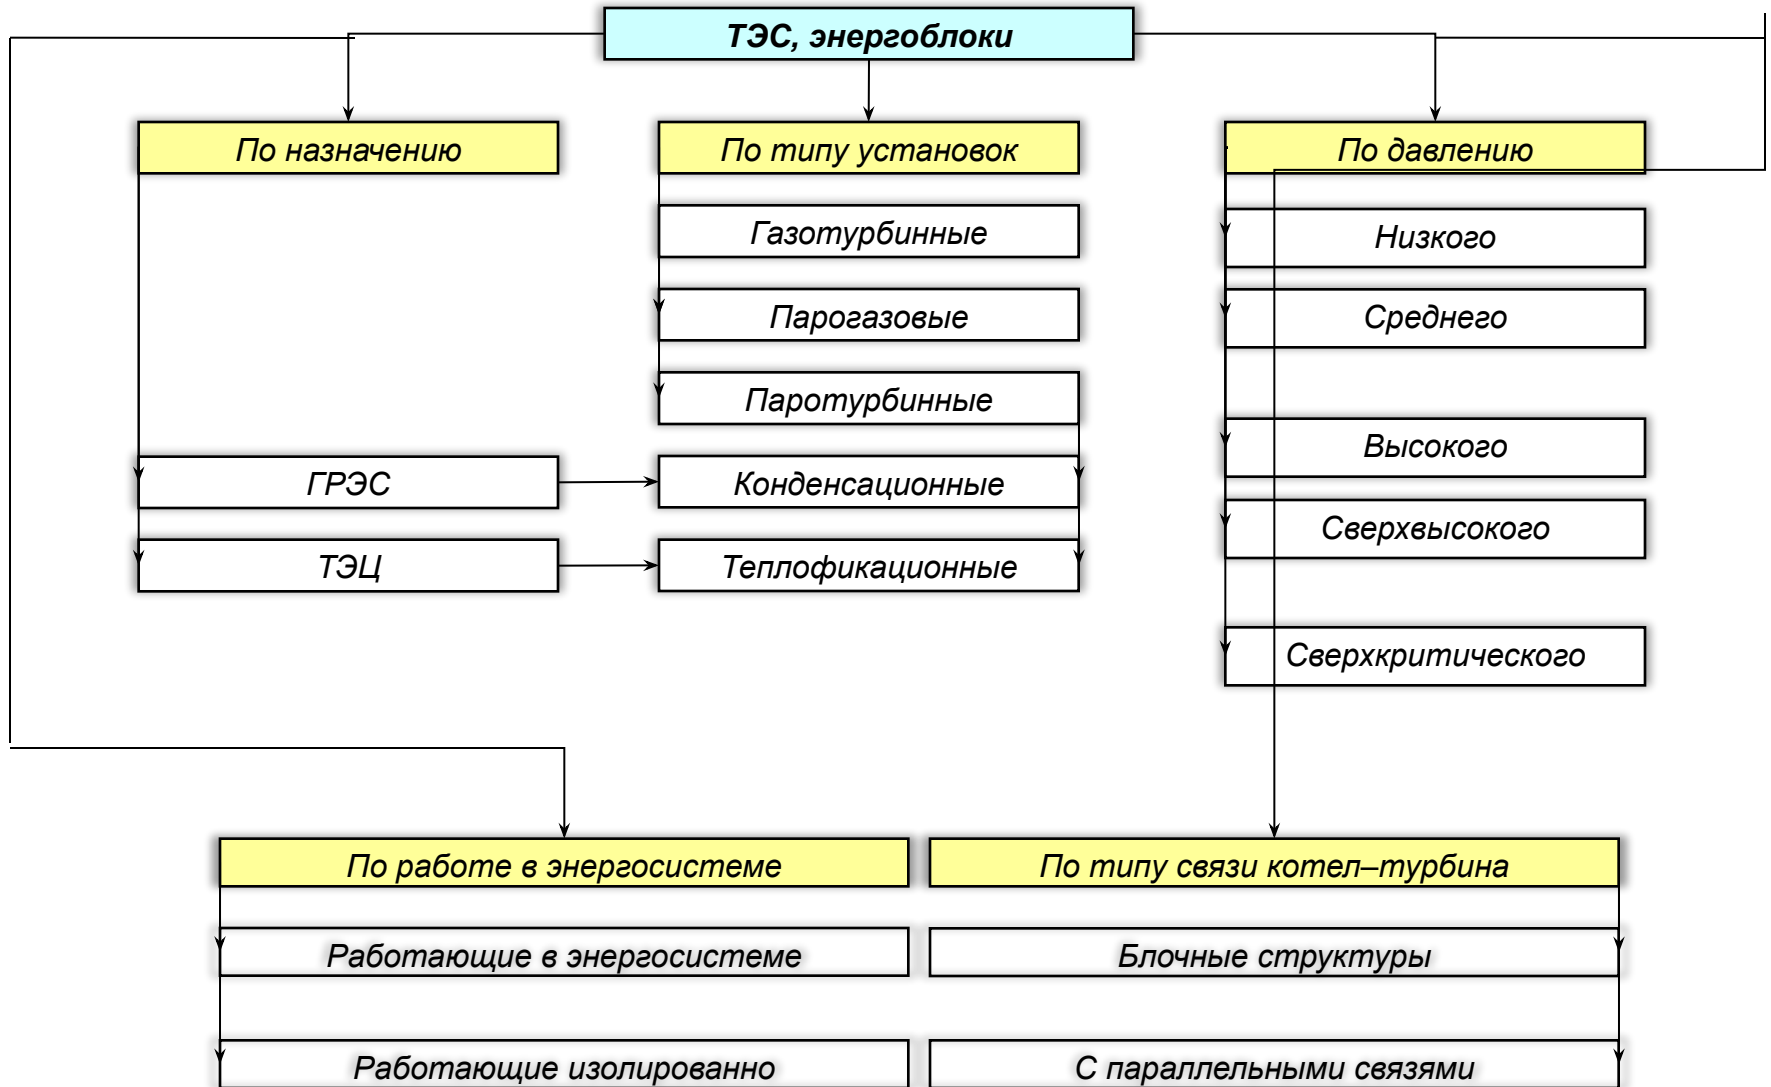 ТЭС, энергоблоки
По назначению
По типу установок
По давлению
Газотурбинные
Низкого
Парогазовые
Среднего
Паротурбинные
Высокого
ГРЭС
Конденсационные
Сверхвысокого
ТЭЦ
Теплофикационные
Сверхкритического
По работе в энергосистеме
По типу связи котел–турбина
Работающие в энергосистеме
Блочные структуры
Работающие изолированно
С параллельными связями